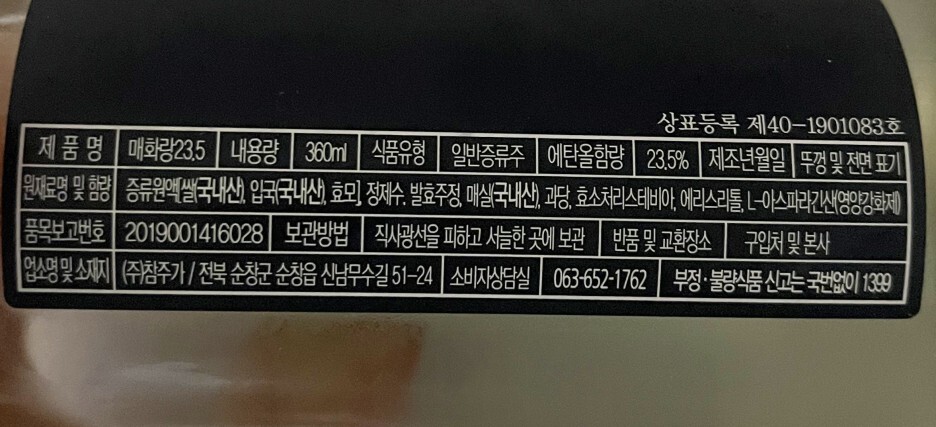 상표등록 제40-1901083호
제 품 명 매화랑23.5 내용량 360ml 식품유형 일반증류주 에탄올함량 23.5% 제조년월일 뚜껑 및 전면 표기
원재료명 및 함량 증류원액[쌀(국내산), 입국(국내산), 효모], 정제수, 발효주정, 매실(국내산), 과당, 효소처리스테비아, 에리스리톨, L-아스파라긴산(영양강화제)
품목보고번호 2019001416028 보관방법 직사광선을 피하고 서늘한 곳에 보관 반품 및 교환장소 구입처 및 본사
업소명 및 소재지 (주)참주가 / 전북 순창군 순창읍 신남무수길 51-24 소비자상담실 063-652-1762 부정·불량식품 신고는 국번없이 1399